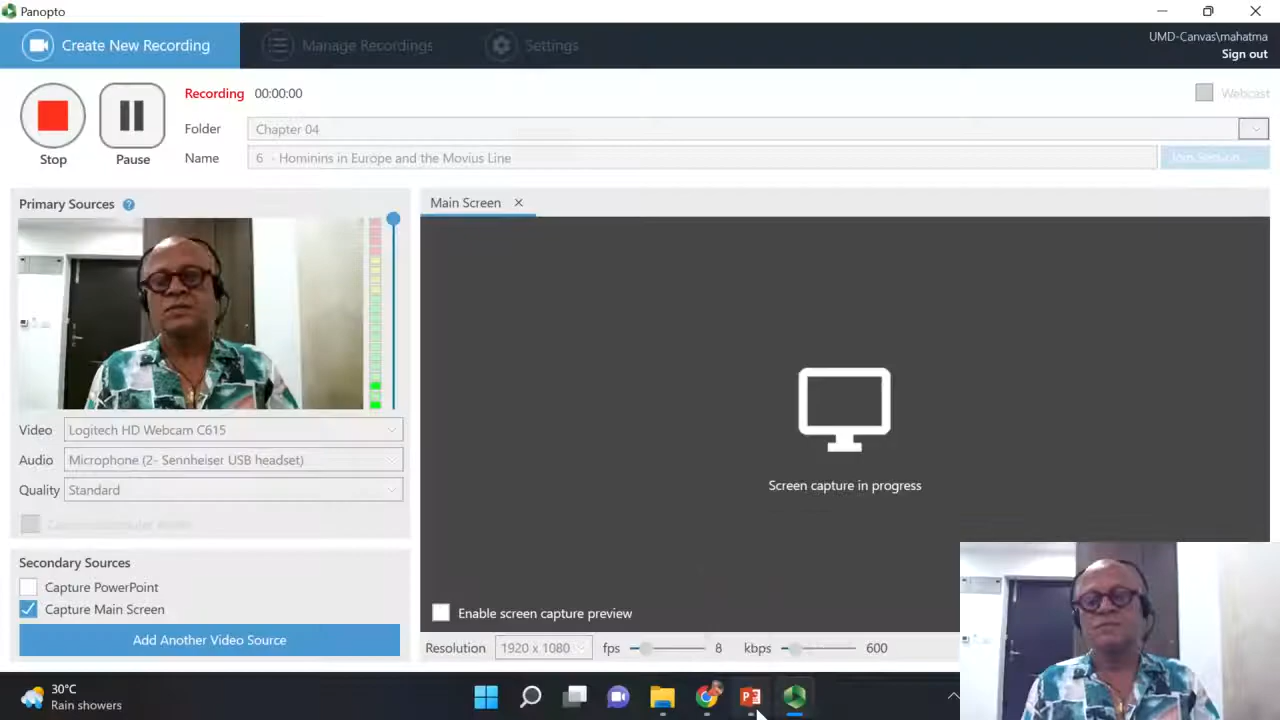 Panopto
Create New Recording
Manage Recordings
Settings
UMD-Canvas\mahatma
Sign out
Recording 00:00:00
Webcast
Folder Chapter 04
Name 6 - Hominins in Europe and the Movius Line
Join Session
Stop
Pause
Primary Sources ?
Main Screen
Video Logitech HD Webcam C615
Audio Microphone (2- Sennheiser USB headset)
Quality Standard
Screen capture in progress
Secondary Sources
Capture PowerPoint
Capture Main Screen
Add Another Video Source
Enable screen capture preview
Resolution 1920 x 1080 fps 8 kbps 600
30°C
Rain showers